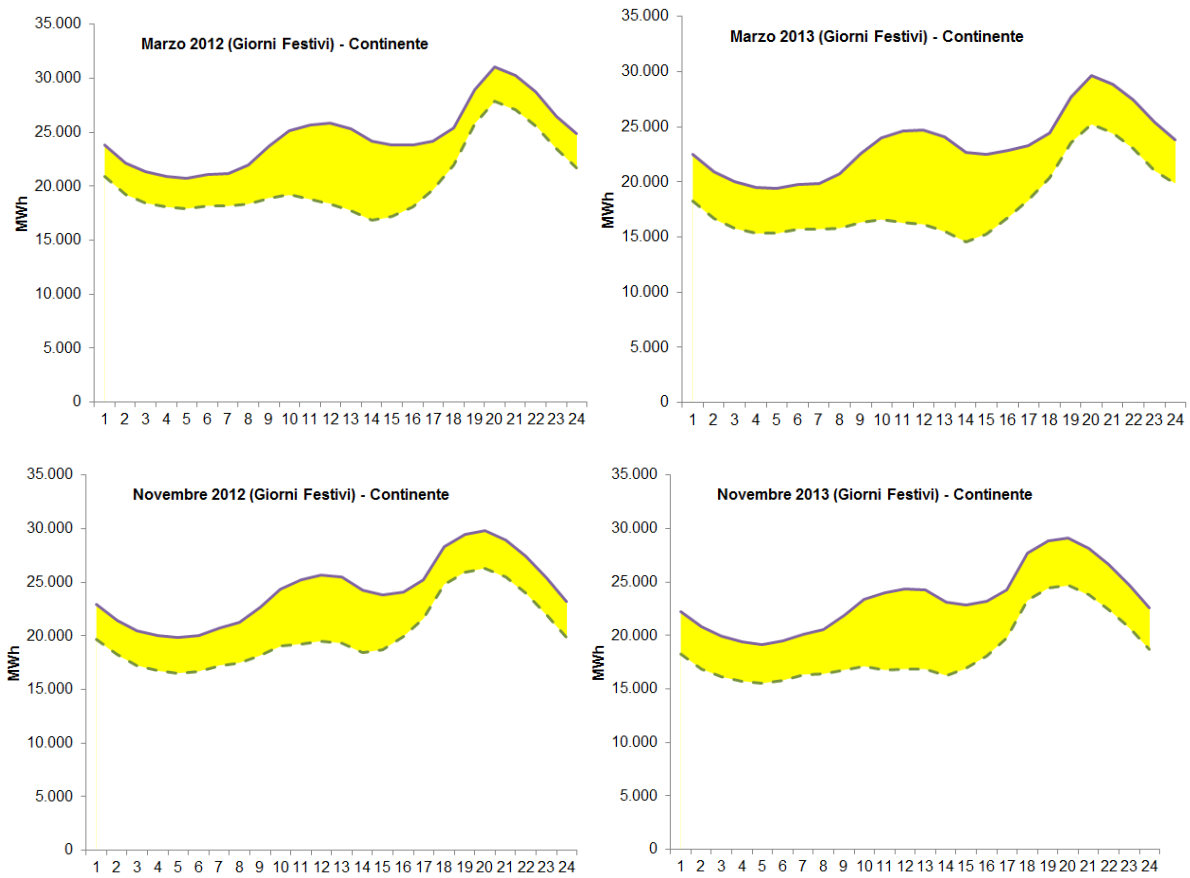 Marzo 2012 (Giorni Festivi) - Continente
MWh
35.000
30.000
25.000
20.000
15.000
10.000
5.000
0
1 2 3 4 5 6 7 8 9 10 11 12 13 14 15 16 17 18 19 20 21 22 23 24
Marzo 2013 (Giorni Festivi) - Continente
MWh
35.000
30.000
25.000
20.000
15.000
10.000
5.000
0
1 2 3 4 5 6 7 8 9 10 11 12 13 14 15 16 17 18 19 20 21 22 23 24
Novembre 2012 (Giorni Festivi) - Continente
MWh
35.000
30.000
25.000
20.000
15.000
10.000
5.000
0
1 2 3 4 5 6 7 8 9 10 11 12 13 14 15 16 17 18 19 20 21 22 23 24
Novembre 2013 (Giorni Festivi) - Continente
MWh
35.000
30.000
25.000
20.000
15.000
10.000
5.000
0
1 2 3 4 5 6 7 8 9 10 11 12 13 14 15 16 17 18 19 20 21 22 23 24